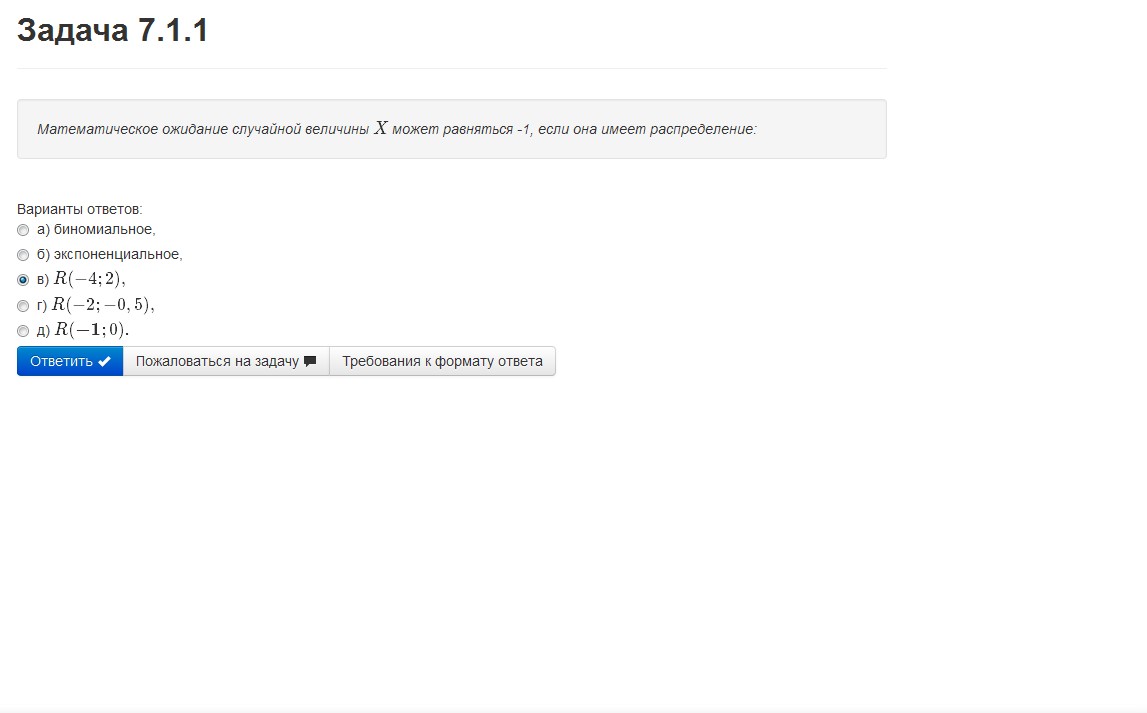 Задача 7.1.1
Математическое ожидание случайной величины X может равняться -1, если она имеет распределение:
Варианты ответов:
а) биномиальное,
б) экспоненциальное,
в) R(−4; 2),
г) R(−2; −0, 5),
д) R(−1; 0).
Ответить Пожаловаться на задачу Требования к формату ответа